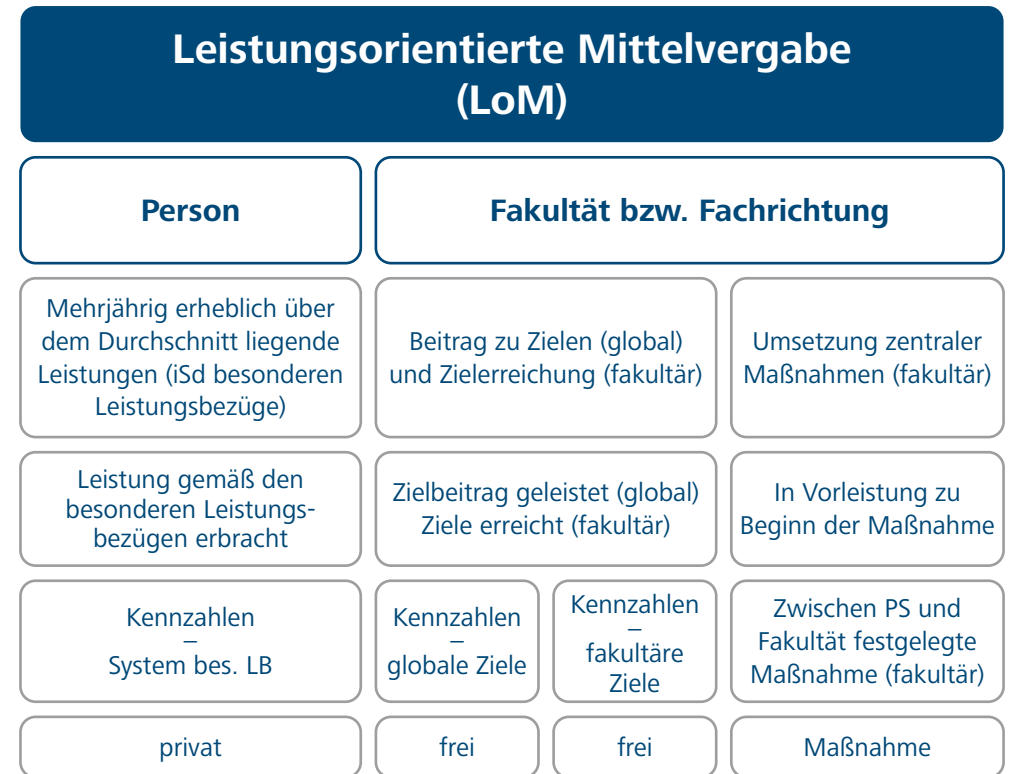 Leistungsorientierte Mittelvergabe
(LoM)
Person
Fakultät bzw. Fachrichtung
Mehrjährig erheblich über
dem Durchschnitt liegende
Leistungen (iSd besonderen
Leistungsbezüge)
Beitrag zu Zielen (global)
und Zielerreichung (fakultär)
Umsetzung zentraler
Maßnahmen (fakultär)
Leistung gemäß den
besonderen Leistungs-
bezügen erbracht
Zielbeitrag geleistet (global)
Ziele erreicht (fakultär)
In Vorleistung zu
Beginn der Maßnahme
Kennzahlen
–
System bes. LB
Kennzahlen
–
globale Ziele
Kennzahlen
–
fakultäre
Ziele
Zwischen PS und
Fakultät festgelegte
Maßnahme (fakultär)
privat
frei
frei
Maßnahme